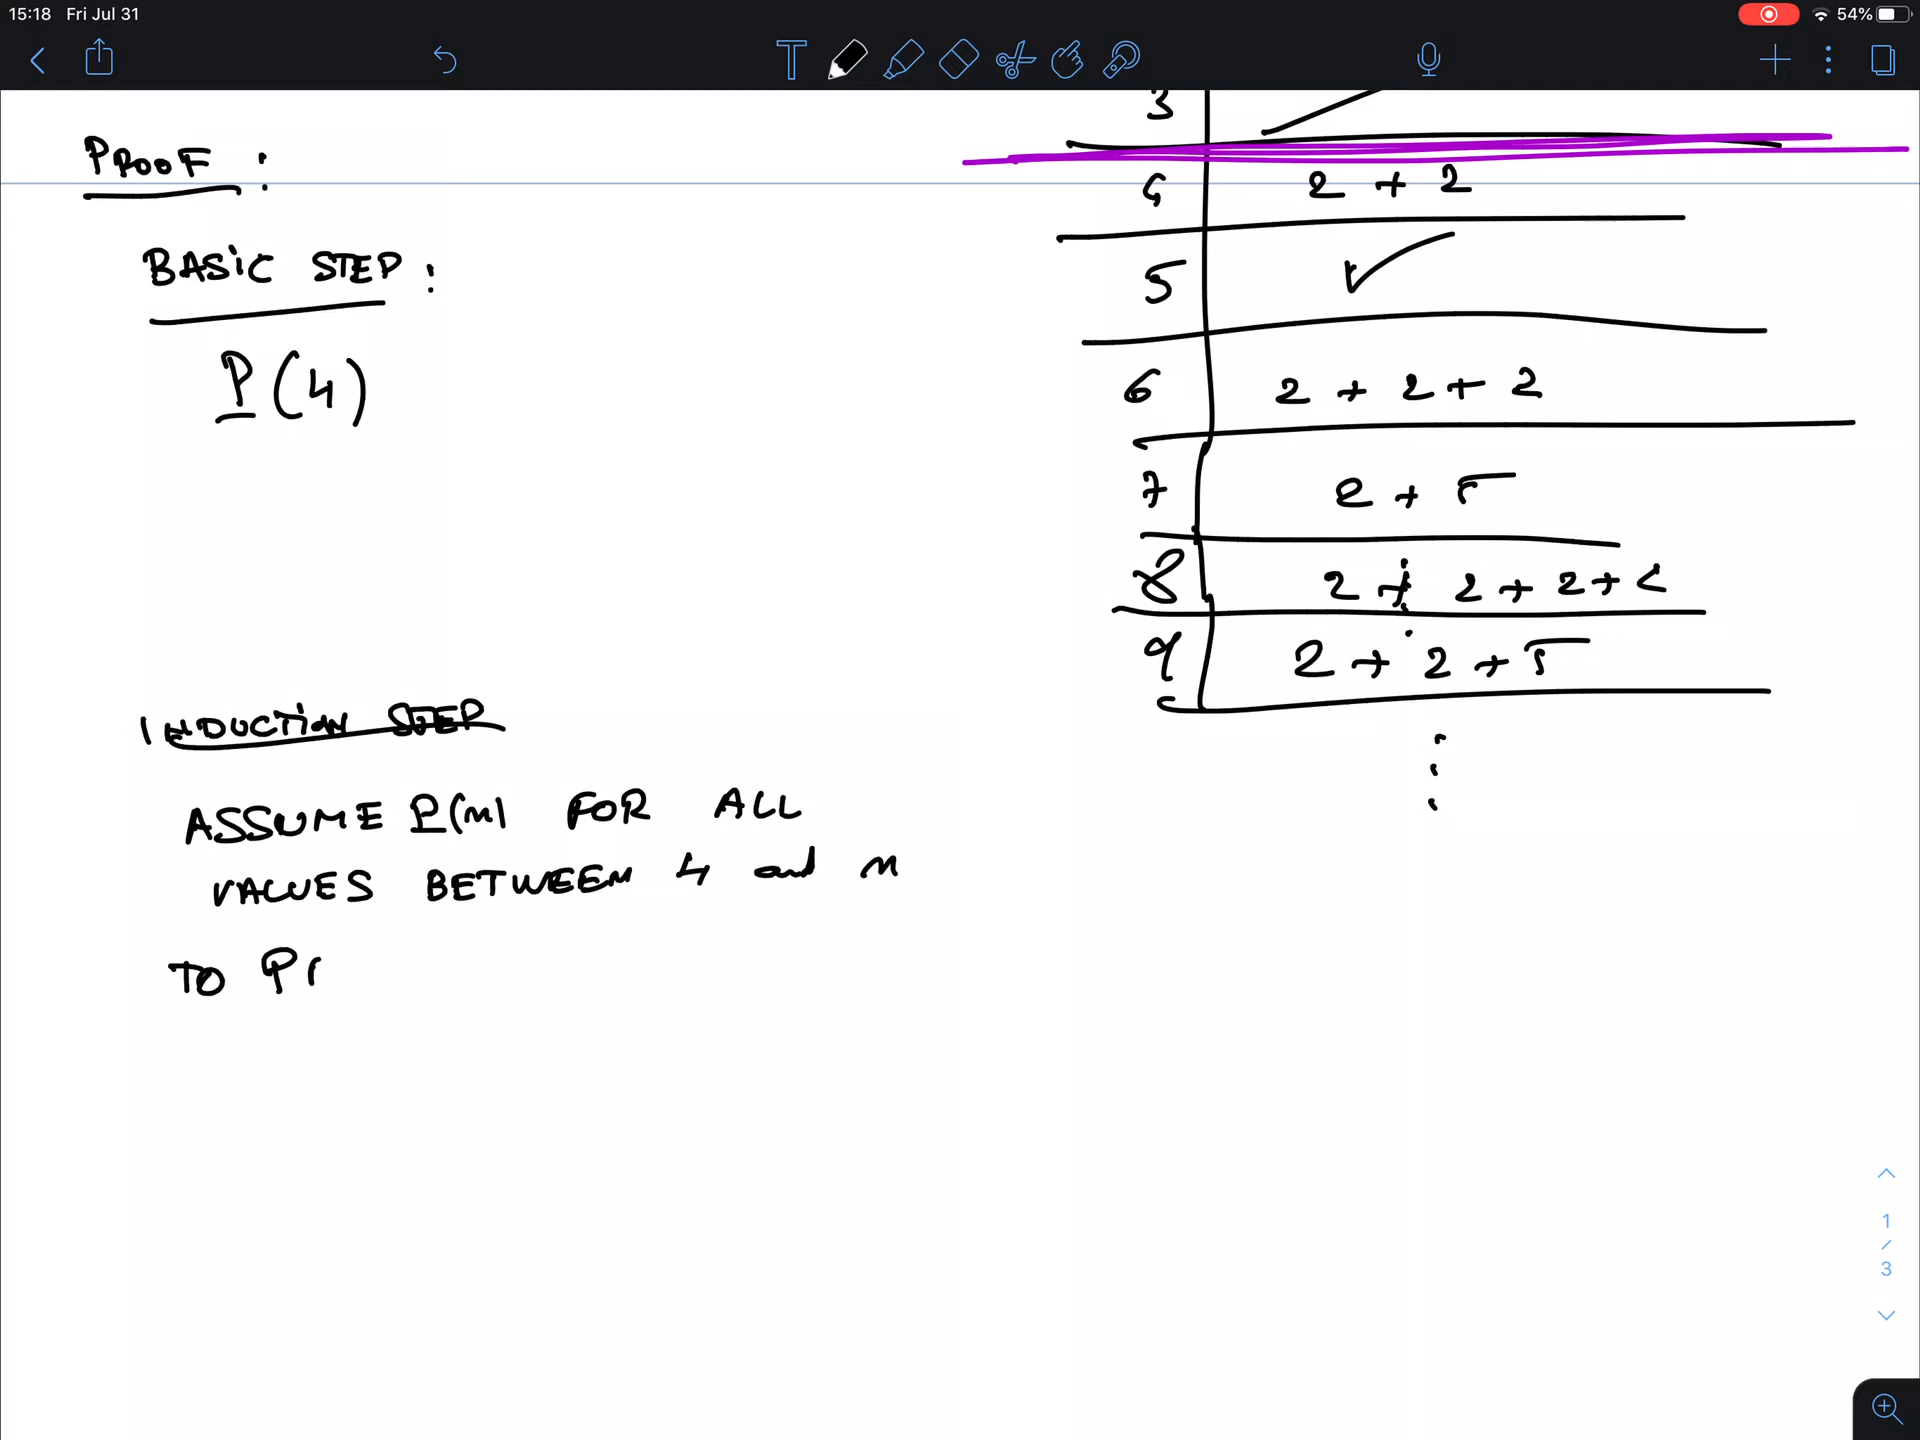 15:18 Fri Jul 31
54%
PROOF :
BASIC STEP :
P(4)
INDUCTION STEP
ASSUME P(n) FOR ALL
VALUES BETWEEN 4 and n
TO Pr
3
4 2 + 2
5 ✓
6 2 + 2 + 2
7 2 + 5
8 2 + 2 + 2 + 2
9 2 + 2 + 5
⋮
1
/
3